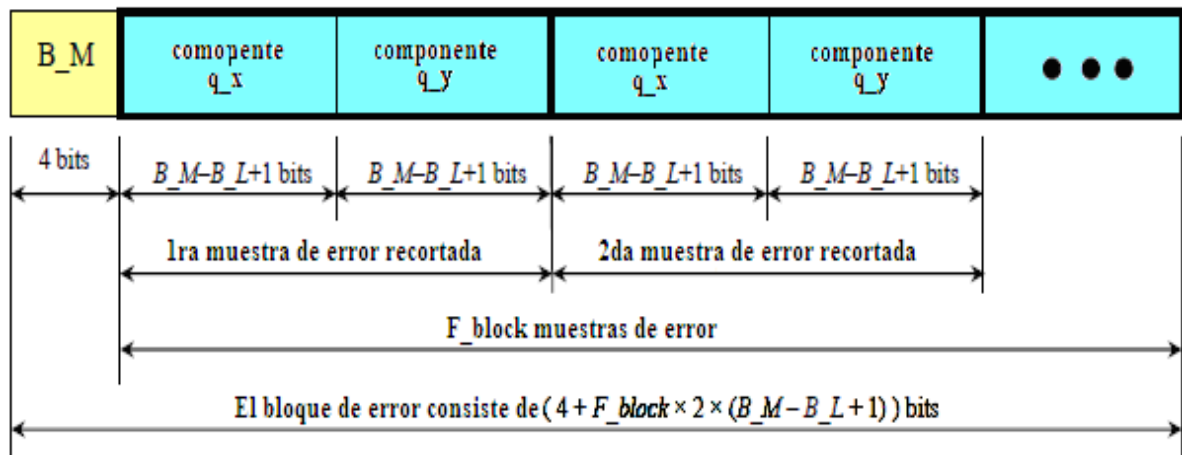 B_M
comopente
q_x
componente
q_y
comopente
q_x
componente
q_y
4 bits
B_M–B_L+1 bits
B_M–B_L+1 bits
B_M–B_L+1 bits
B_M–B_L+1 bits
1ra muestra de error recortada
2da muestra de error recortada
F_block muestras de error
El bloque de error consiste de ( 4 + F_block × 2 × (B_M – B_L + 1) ) bits